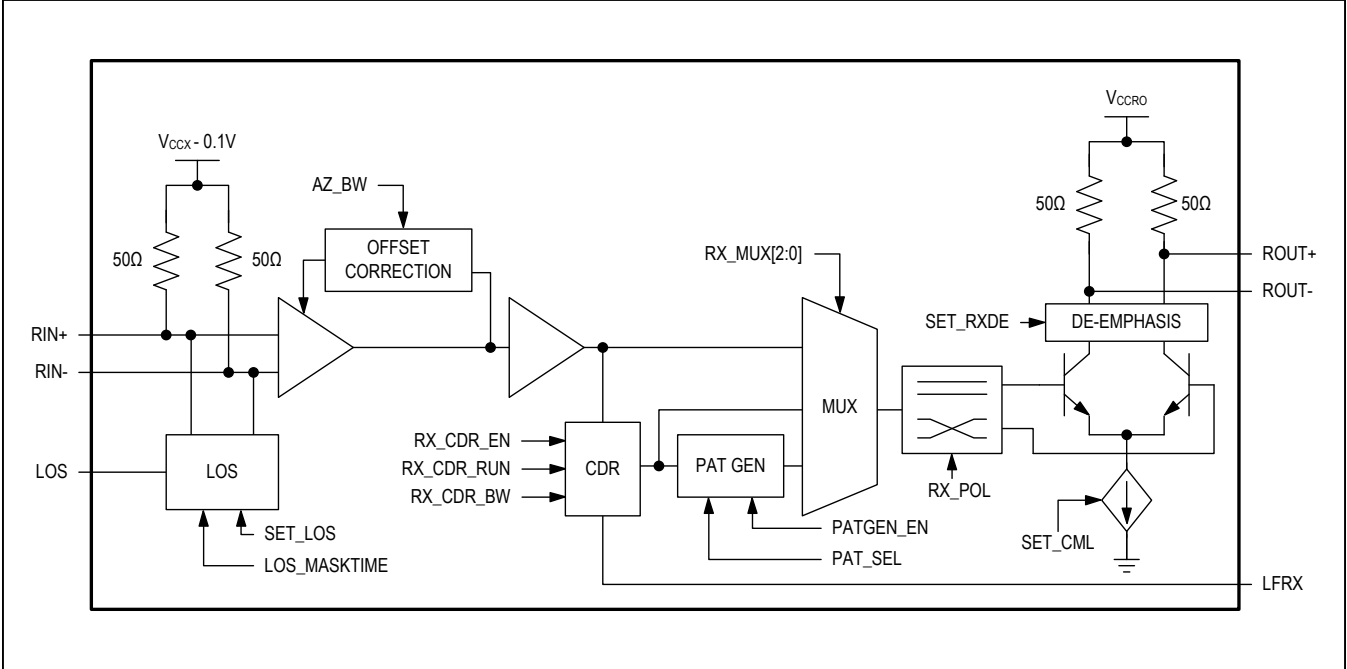 VCCRO
VCCX - 0.1V
AZ_BW
50Ω
50Ω
OFFSET
CORRECTION
RX_MUX[2:0]
50Ω
50Ω
ROUT+
ROUT-
SET_RXDE
DE-EMPHASIS
RIN+
RIN-
MUX
RX_CDR_EN
RX_CDR_RUN
RX_CDR_BW
LOS
LOS
CDR
PAT GEN
RX_POL
SET_LOS
LOS_MASKTIME
PATGEN_EN
PAT_SEL
SET_CML
LFRX